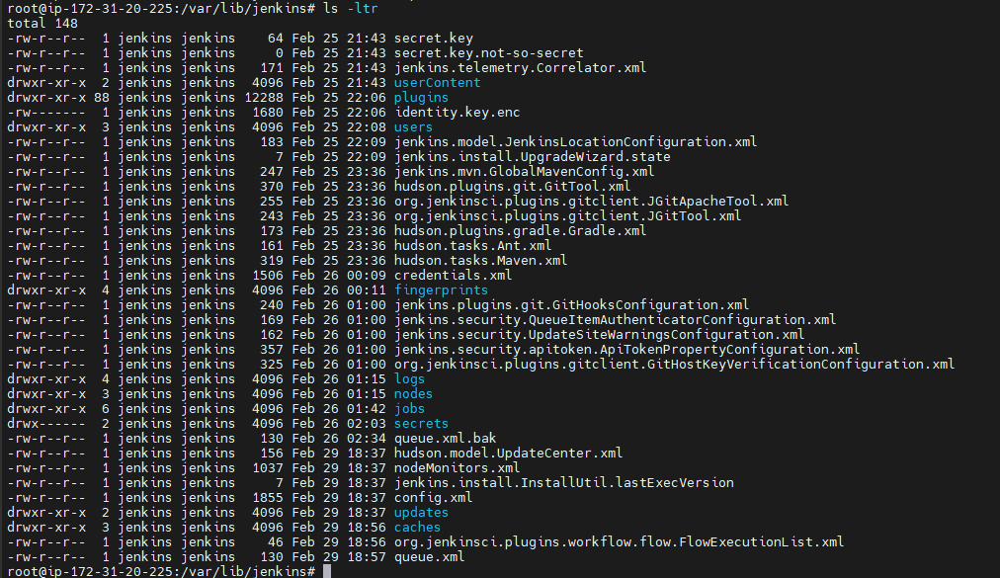 root@ip-172-31-20-225:/var/lib/jenkins# ls -ltr
total 148
-rw-r--r--  1 jenkins jenkins    64 Feb 25 21:43 secret.key
-rw-r--r--  1 jenkins jenkins     0 Feb 25 21:43 secret.key.not-so-secret
-rw-r--r--  1 jenkins jenkins   171 Feb 25 21:43 jenkins.telemetry.Correlator.xml
drwxr-xr-x  2 jenkins jenkins  4096 Feb 25 21:43 userContent
drwxr-xr-x 88 jenkins jenkins 12288 Feb 25 22:06 plugins
-rw-------  1 jenkins jenkins  1680 Feb 25 22:06 identity.key.enc
drwxr-xr-x  3 jenkins jenkins  4096 Feb 25 22:08 users
-rw-r--r--  1 jenkins jenkins   183 Feb 25 22:09 jenkins.model.JenkinsLocationConfiguration.xml
-rw-r--r--  1 jenkins jenkins     7 Feb 25 22:09 jenkins.install.UpgradeWizard.state
-rw-r--r--  1 jenkins jenkins   247 Feb 25 23:36 jenkins.mvn.GlobalMavenConfig.xml
-rw-r--r--  1 jenkins jenkins   370 Feb 25 23:36 hudson.plugins.git.GitTool.xml
-rw-r--r--  1 jenkins jenkins   255 Feb 25 23:36 org.jenkinsci.plugins.gitclient.JGitApacheTool.xml
-rw-r--r--  1 jenkins jenkins   243 Feb 25 23:36 org.jenkinsci.plugins.gitclient.JGitTool.xml
-rw-r--r--  1 jenkins jenkins   173 Feb 25 23:36 hudson.plugins.gradle.Gradle.xml
-rw-r--r--  1 jenkins jenkins   161 Feb 25 23:36 hudson.tasks.Ant.xml
-rw-r--r--  1 jenkins jenkins   319 Feb 25 23:36 hudson.tasks.Maven.xml
-rw-r--r--  1 jenkins jenkins  1506 Feb 26 00:09 credentials.xml
drwxr-xr-x  4 jenkins jenkins  4096 Feb 26 00:11 fingerprints
-rw-r--r--  1 jenkins jenkins   240 Feb 26 01:00 jenkins.plugins.git.GitHooksConfiguration.xml
-rw-r--r--  1 jenkins jenkins   169 Feb 26 01:00 jenkins.security.QueueItemAuthenticatorConfiguration.xml
-rw-r--r--  1 jenkins jenkins   162 Feb 26 01:00 jenkins.security.UpdateSiteWarningsConfiguration.xml
-rw-r--r--  1 jenkins jenkins   357 Feb 26 01:00 jenkins.security.apitoken.ApiTokenPropertyConfiguration.xml
-rw-r--r--  1 jenkins jenkins   325 Feb 26 01:00 org.jenkinsci.plugins.gitclient.GitHostKeyVerificationConfiguration.xml
drwxr-xr-x  4 jenkins jenkins  4096 Feb 26 01:15 logs
drwxr-xr-x  3 jenkins jenkins  4096 Feb 26 01:15 nodes
drwxr-xr-x  6 jenkins jenkins  4096 Feb 26 01:42 jobs
drwx------  2 jenkins jenkins  4096 Feb 26 02:03 secrets
-rw-r--r--  1 jenkins jenkins   130 Feb 26 02:34 queue.xml.bak
-rw-r--r--  1 jenkins jenkins   156 Feb 29 18:37 hudson.model.UpdateCenter.xml
-rw-r--r--  1 jenkins jenkins  1037 Feb 29 18:37 nodeMonitors.xml
-rw-r--r--  1 jenkins jenkins     7 Feb 29 18:37 jenkins.install.InstallUtil.lastExecVersion
-rw-r--r--  1 jenkins jenkins  1855 Feb 29 18:37 config.xml
drwxr-xr-x  2 jenkins jenkins  4096 Feb 29 18:37 updates
drwxr-xr-x  3 jenkins jenkins  4096 Feb 29 18:56 caches
-rw-r--r--  1 jenkins jenkins    46 Feb 29 18:56 org.jenkinsci.plugins.workflow.flow.FlowExecutionList.xml
-rw-r--r--  1 jenkins jenkins   130 Feb 29 18:57 queue.xml
root@ip-172-31-20-225:/var/lib/jenkins#